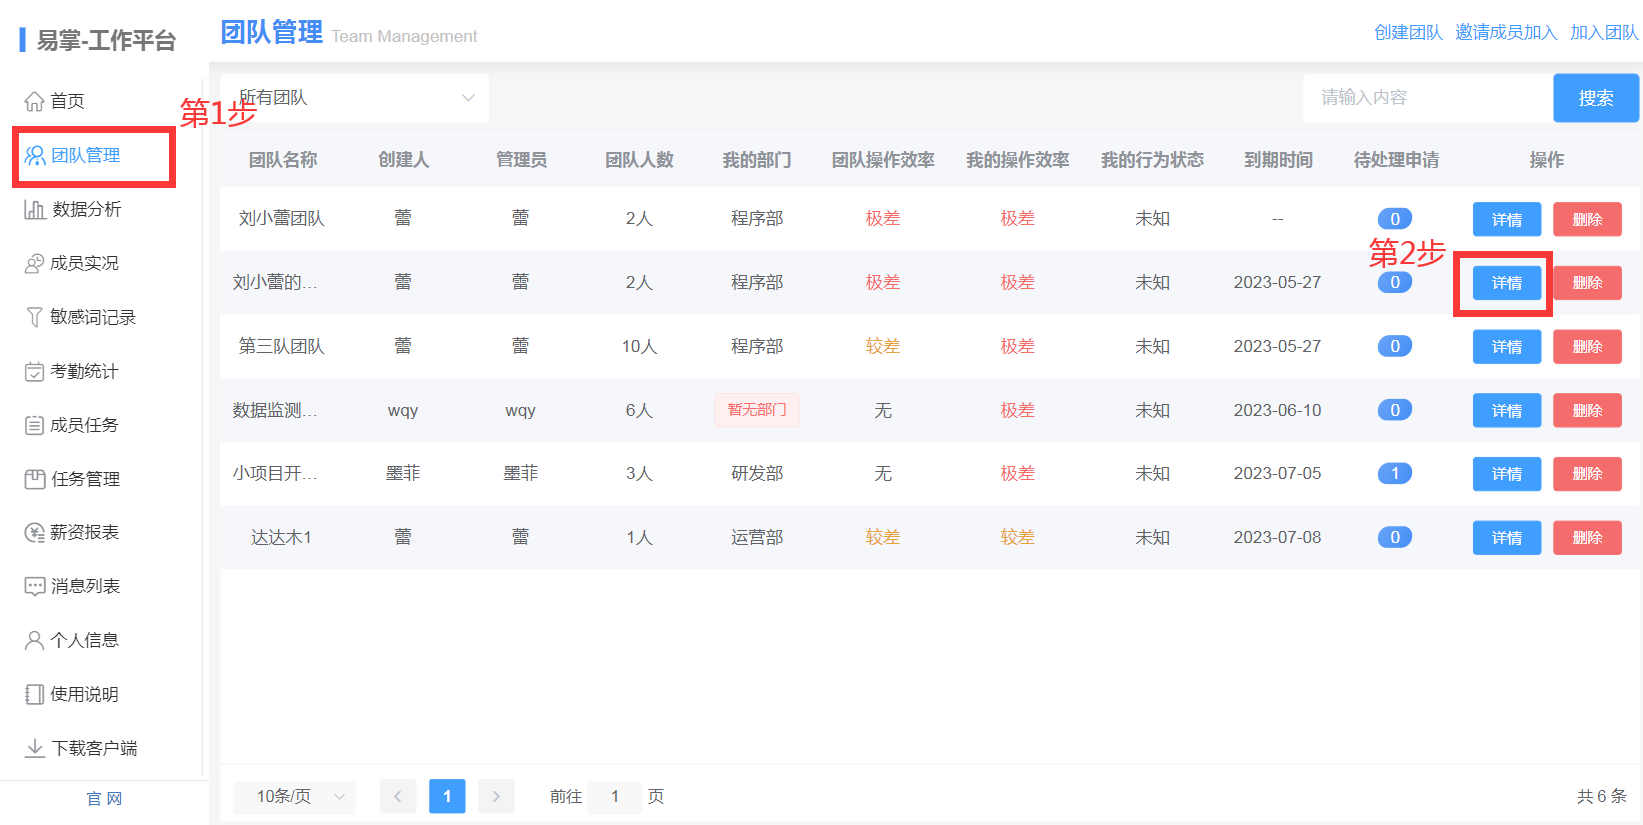 易掌-工作平台
团队管理 Team Management
创建团队 邀请成员加入 加入团队
首页
团队管理
数据分析
成员实况
敏感词记录
考勤统计
成员任务
任务管理
薪资报表
消息列表
个人信息
使用说明
下载客户端
官 网
第1步
所有团队
请输入内容 搜索
团队名称 创建人 管理员 团队人数 我的部门 团队操作效率 我的操作效率 我的行为状态 到期时间 待处理申请 操作
刘小蕾团队 蕾 蕾 2人 程序部 极差 极差 未知 -- 0 详情 删除
第2步
刘小蕾的... 蕾 蕾 2人 程序部 极差 极差 未知 2023-05-27 0 详情 删除
第三队团队 蕾 蕾 10人 程序部 较差 极差 未知 2023-05-27 0 详情 删除
数据监测... wqy wqy 6人 暂无部门 无 极差 未知 2023-06-10 0 详情 删除
小项目开... 墨菲 墨菲 3人 研发部 无 极差 未知 2023-07-05 1 详情 删除
达达木1 蕾 蕾 1人 运营部 较差 较差 未知 2023-07-08 0 详情 删除
10条/页 1 前往 1 页 共 6 条